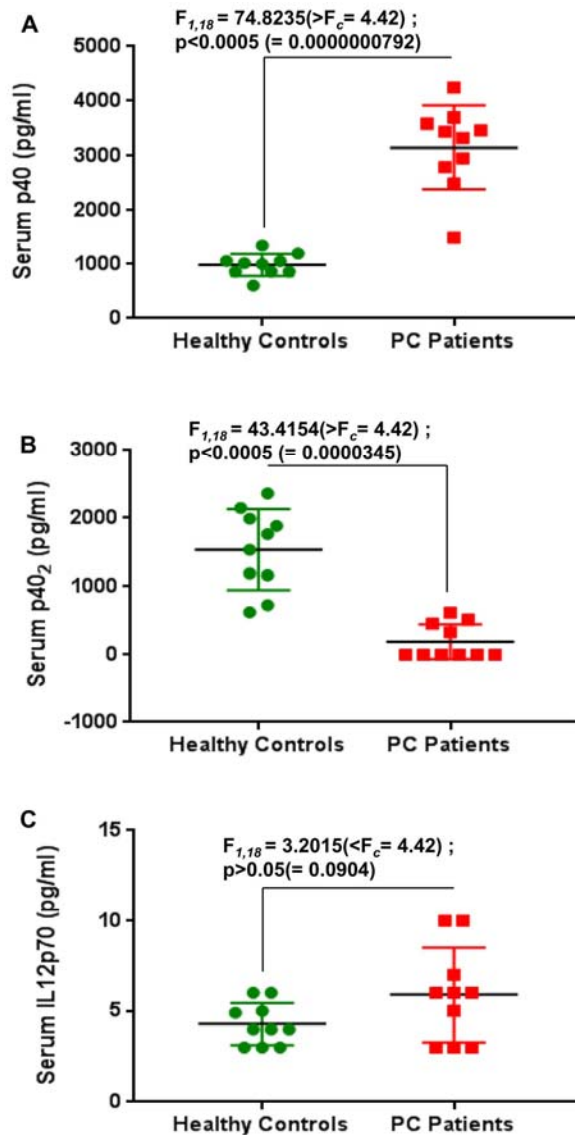 A
F1,18 = 74.8235(>Fc= 4.42) ;
p<0.0005 (= 0.0000000792)
Serum p40 (pg/ml)
5000
4000
3000
2000
1000
0
Healthy Controls
PC Patients
B
F1,18 = 43.4154(>Fc= 4.42) ;
p<0.0005 (= 0.0000345)
Serum p402 (pg/ml)
3000
2000
1000
0
-1000
Healthy Controls
PC Patients
C
F1,18 = 3.2015(<Fc= 4.42) ;
p>0.05(= 0.0904)
Serum IL12p70 (pg/ml)
15
10
5
0
Healthy Controls
PC Patients